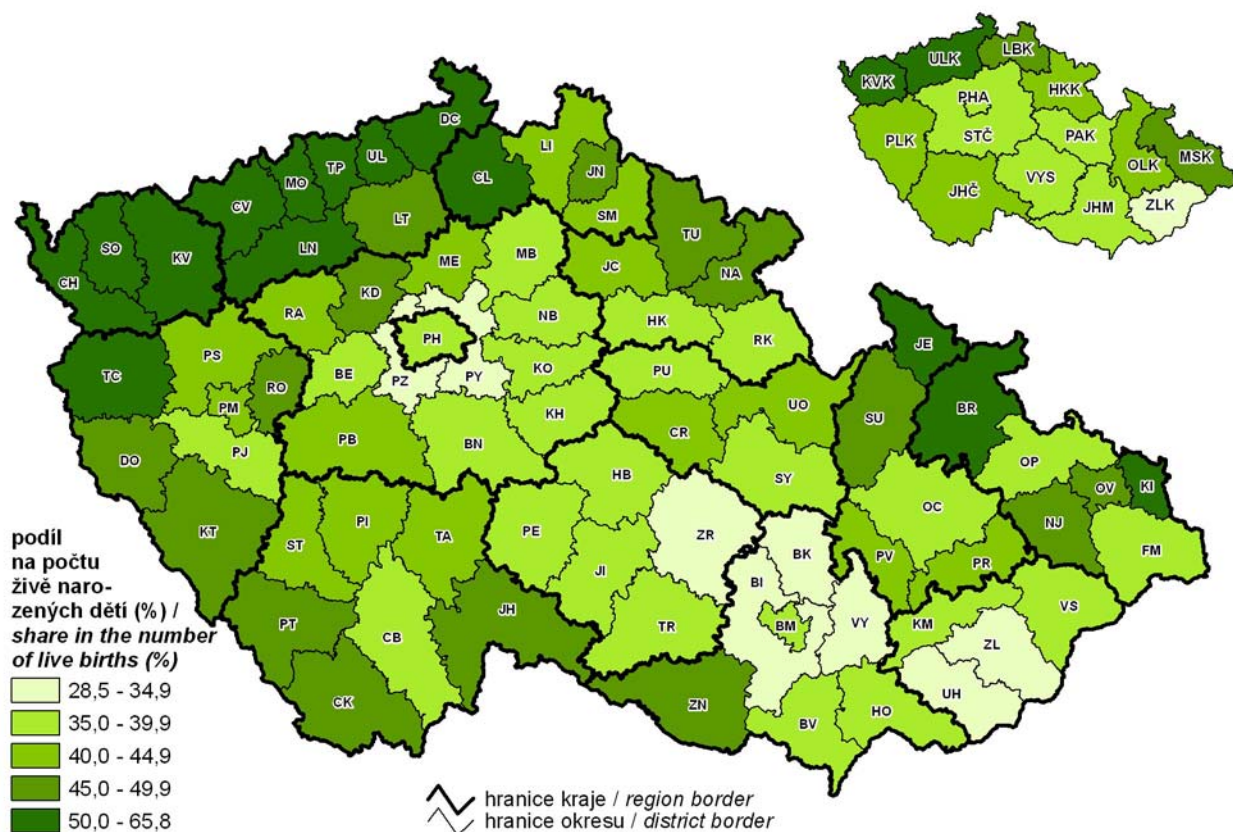 ULK
LBK
KVK
HKK
PHA
STČ
PLK
PAK
MSK
OLK
VYS
JHČ
JHM
ZLK
DC
LI
UL
TP
JN
MO
CL
CV
LT
SM
SO
TU
KV
LN
MB
CH
ME
JC
NA
KD
RA
NB
HK
PH
RK
JE
PS
TC
BE
KO
PU
RO
PZ
PY
PM
UO
BR
SU
KH
CR
PB
BN
PJ
DO
OP
HB
SY
OV
KI
OC
PI
NJ
KT
ST
TA
PE
ZR
BK
FM
PV
PR
JI
BI
VS
JH
PT
BM
VY
KM
CB
TR
ZL
UH
CK
ZN
HO
BV
podíl
na počtu
živě naro-
zených dětí (%) /
share in the number
of live births (%)
28,5 - 34,9
35,0 - 39,9
40,0 - 44,9
45,0 - 49,9
50,0 - 65,8
hranice kraje / region border
hranice okresu / district border